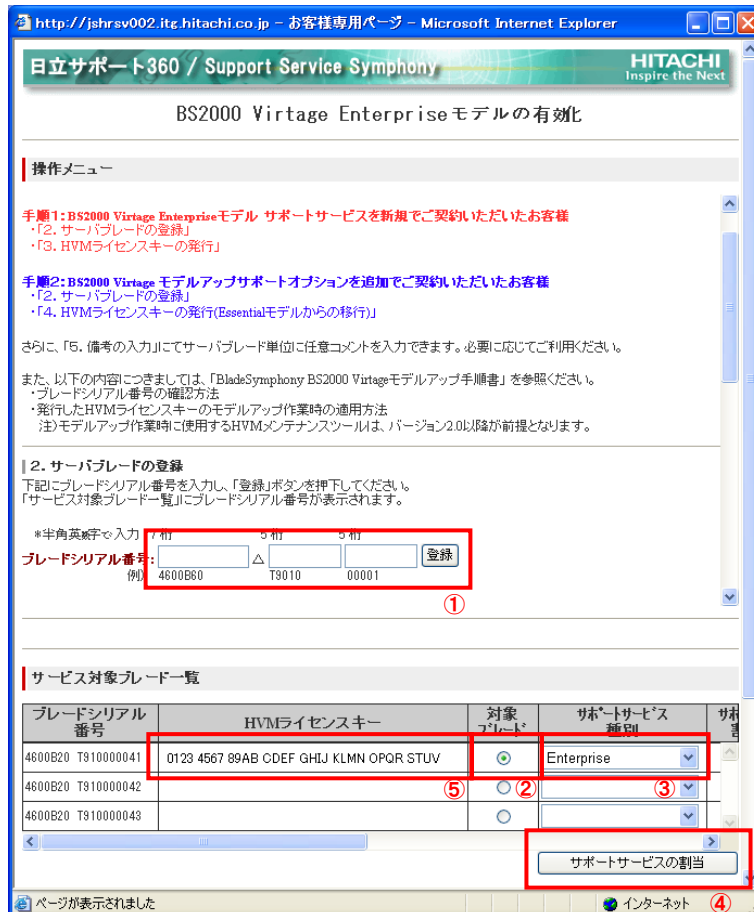 http://jshrsv002.itg.hitachi.co.jp - お客様専用ページ - Microsoft Internet Explorer
日立サポート360 / Support Service Symphony
HITACHI
Inspire the Next
BS2000 Virtage Enterpriseモデルの有効化
操作メニュー
手順1:BS2000 Virtage Enterpriseモデル サポートサービスを新規でご契約いただいたお客様
・「2. サーバブレードの登録」
・「3. HVMライセンスキーの発行」
手順2:BS2000 Virtage モデルアップサポートオプションを追加でご契約いただいたお客様
・「2. サーバブレードの登録」
・「4. HVMライセンスキーの発行(Essentialモデルからの移行)」
さらに、「5. 備考の入力」にてサーバブレード単位に任意コメントを入力できます。必要に応じてご利用ください。
また、以下の内容につきましては、「BladeSymphony BS2000 Virtageモデルアップ手順書」を参照ください。
・ブレードシリアル番号の確認方法
・発行したHVMライセンスキーのモデルアップ作業時の適用方法
注)モデルアップ作業時に使用するHVMメンテナンスツールは、バージョン2.0以降が前提となります。
|2. サーバブレードの登録
下記にブレードシリアル番号を入力し、「登録」ボタンを押下してください。
「サービス対象ブレード一覧」にブレードシリアル番号が表示されます。
*半角英数字で入力 7桁 5桁 5桁
ブレードシリアル番号: △ 登録
例) 4600B60 T9010 00001
①
サービス対象ブレード一覧
ブレードシリアル番号 HVMライセンスキー 対象ブレード サポートサービス種別
4600B20 T910000041 0123 4567 89AB CDEF GHIJ KLMN OPQR STUV Enterprise
⑤ ② ③
4600B20 T910000042
4600B20 T910000043
サポートサービスの割当
④
ページが表示されました インターネット